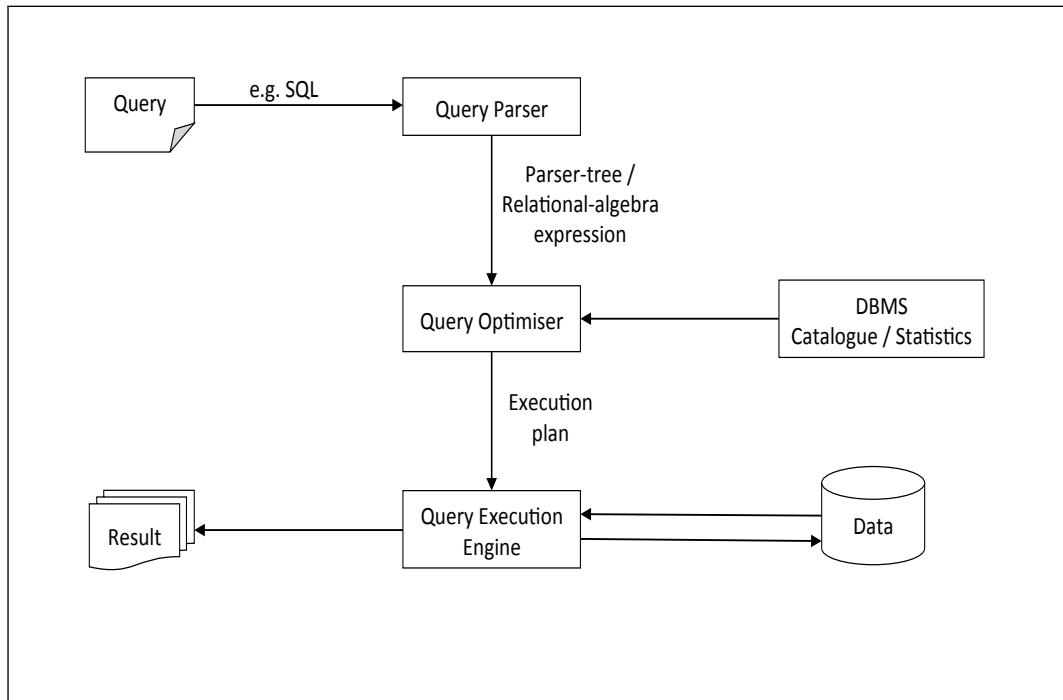 Query
e.g. SQL
Query Parser
Parser-tree /
Relational-algebra
expression
Query Optimiser
DBMS
Catalogue / Statistics
Execution
plan
Result
Query Execution
Engine
Data